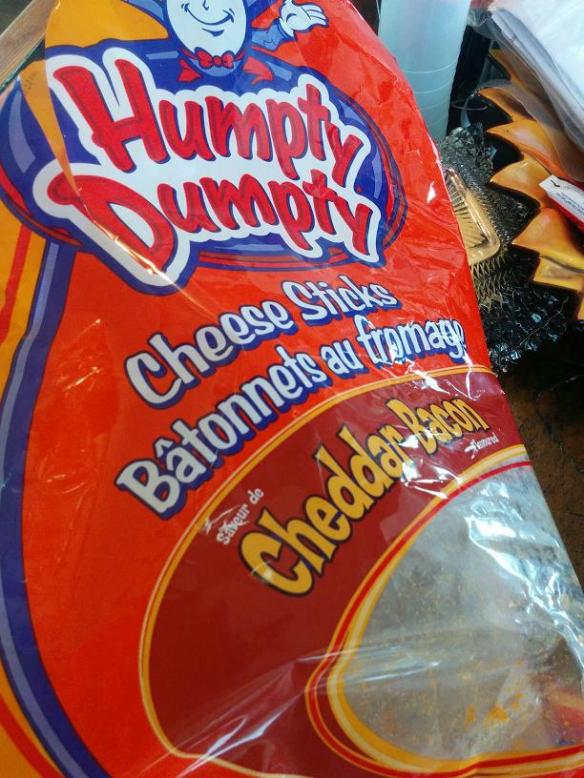 Humpty
Dumpty
Cheese Sticks
Bâtonnets au fromage
Saveur de
Cheddar Bacon
flavoured